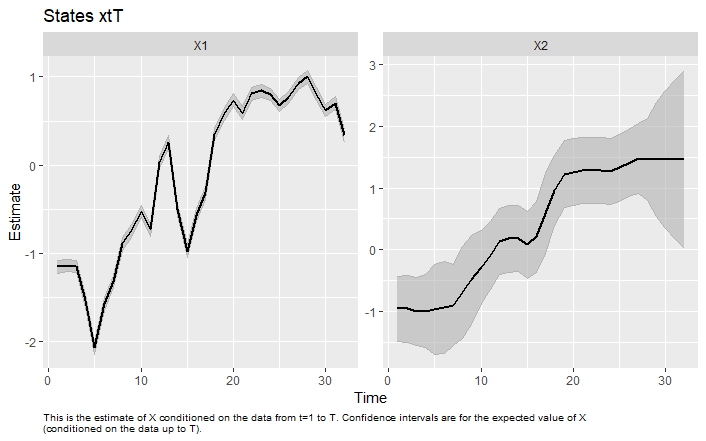 States xtT
X1
X2
Estimate
1
0
-1
-2
3
2
1
0
-1
0
10
20
30
0
10
20
30
Time
This is the estimate of X conditioned on the data from t=1 to T. Confidence intervals are for the expected value of X
(conditioned on the data up to T).